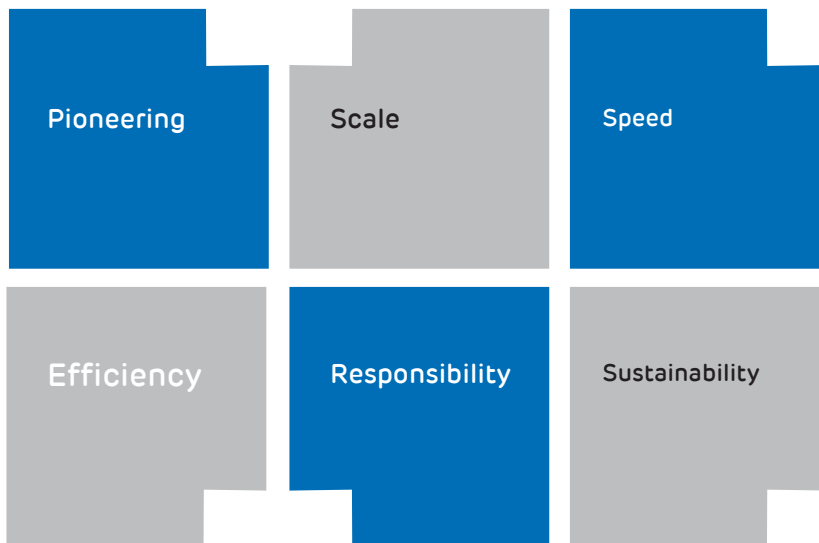 Pioneering
Scale
Speed
Efficiency
Responsibility
Sustainability